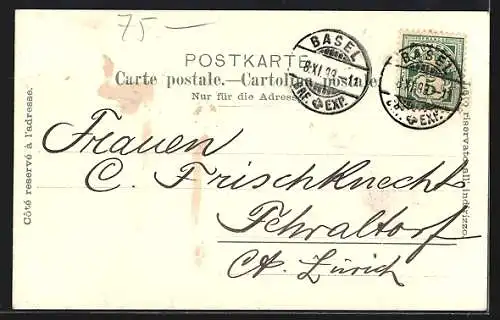 75 —
POSTKARTE.
Carte postale.—Cartolina postale.
Nur für die Adresse.
BASEL
BASEL
EXP.
EXP.
Côté reservé à l'adresse.
Frauen
C. Frischknecht
Fehraltorf
Ct. Zürich